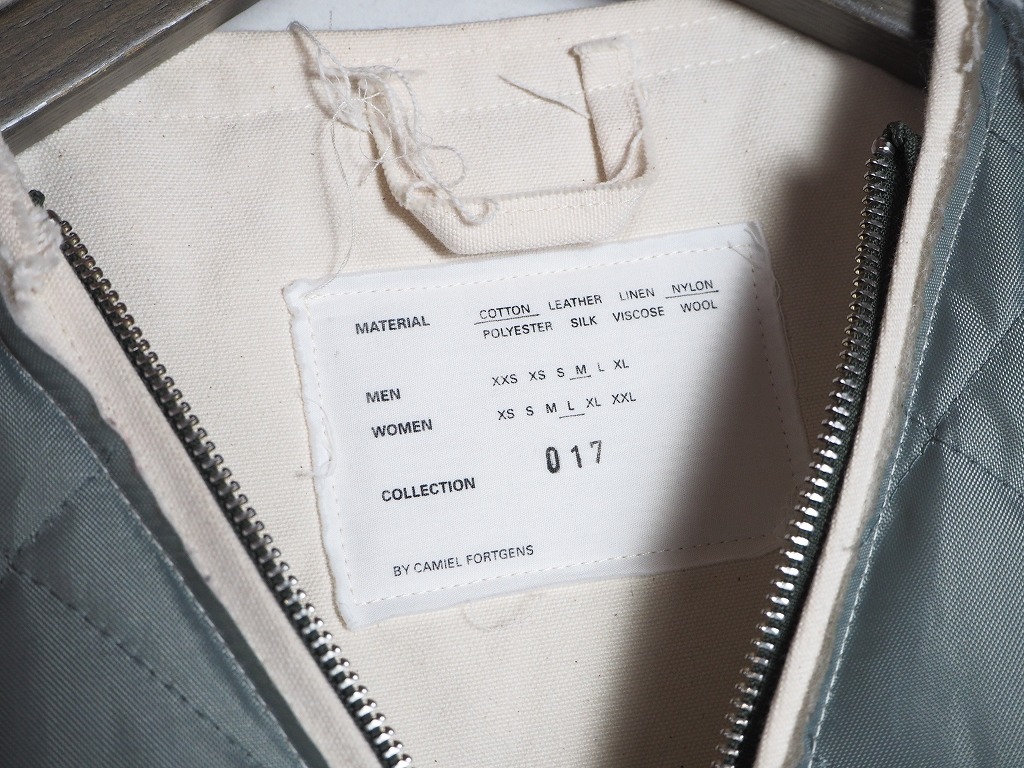 MATERIAL COTTON LEATHER LINEN NYLON
POLYESTER SILK VISCOSE WOOL
MEN XXS XS S M L XL
WOMEN XS S M L XL XXL
COLLECTION 017
BY CAMIEL FORTGENS